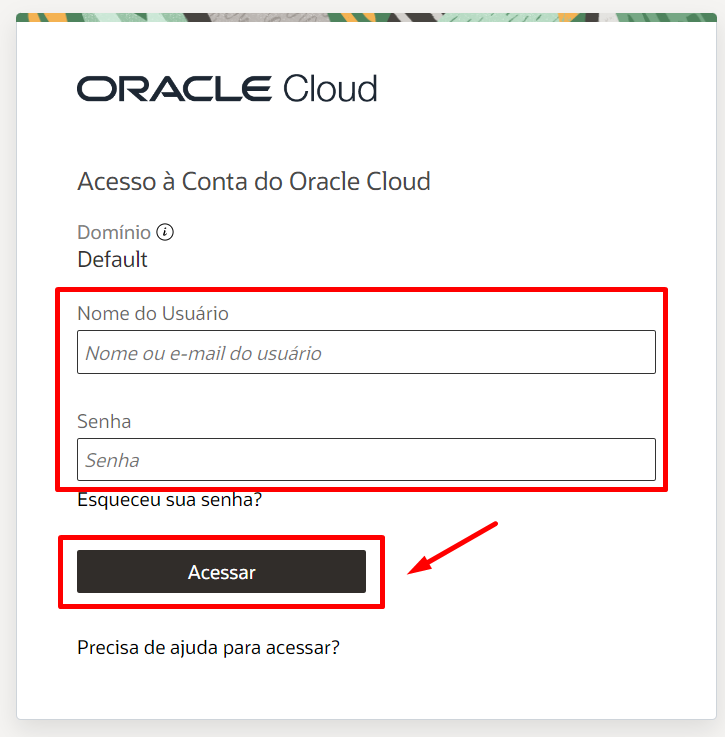 ORACLE Cloud
Acesso à Conta do Oracle Cloud
Domínio
Default
Nome do Usuário
Nome ou e-mail do usuário
Senha
Senha
Esqueceu sua senha?
Acessar
Precisa de ajuda para acessar?